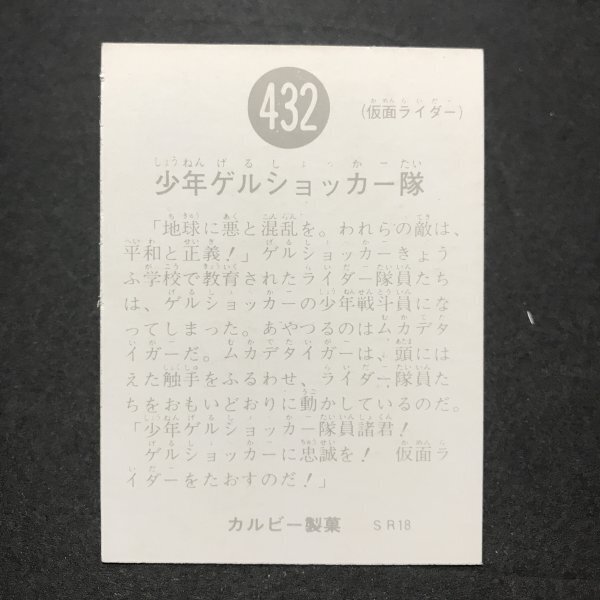 432
(仮面ライダー)
少年ゲルショッカー隊
「地球に悪と混乱を。われらの敵は、
平和と正義！」ゲルショッカーきょう
ふ学校で教育されたライダー隊員たち
は、ゲルショッカーの少年戦斗員にな
ってしまった。あやつるのはムカデタ
イガーだ。ムカデタイガーは、頭には
えた触手をふるわせ、ライダー隊員た
ちをおもいどおりに動かしているのだ。
「少年ゲルショッカー隊員諸君！
ゲルショッカーに忠誠を！　仮面ラ
イダーをたおすのだ！」
カルビー製菓　SR18